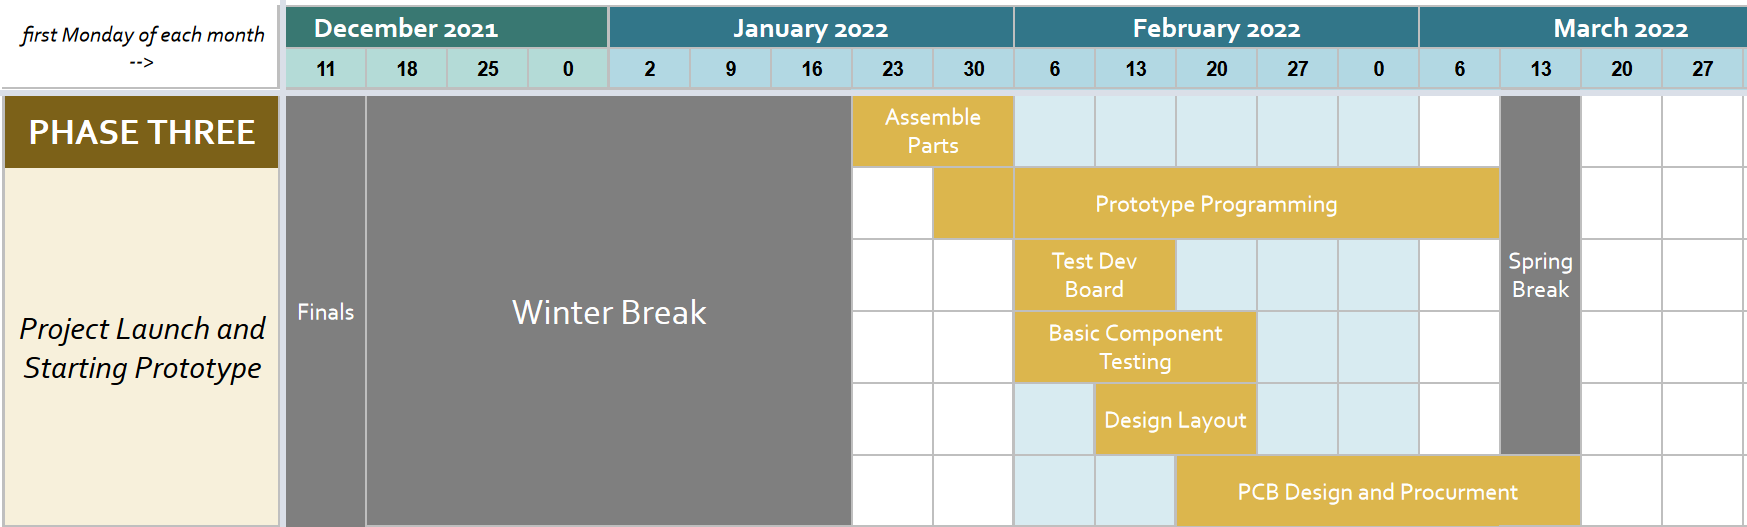 first Monday of each month
-->
December 2021 January 2022 February 2022 March 2022
11 18 25 0 2 9 16 23 30 6 13 20 27 0 6 13 20 27
PHASE THREE
Assemble
Parts
Prototype Programming
Test Dev
Board
Spring
Break
Finals
Winter Break
Project Launch and
Starting Prototype
Basic Component
Testing
Design Layout
PCB Design and Procurment